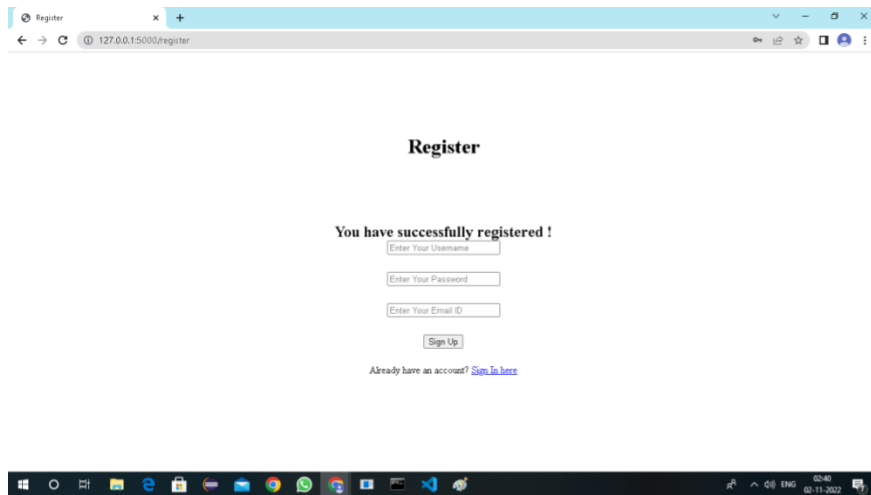 Register
127.0.0.1:5000/register
Register
You have successfully registered !
Enter Your Username
Enter Your Password
Enter Your Email ID
Sign Up
Already have an account? Sign In here
ENG
02:40
02-11-2022